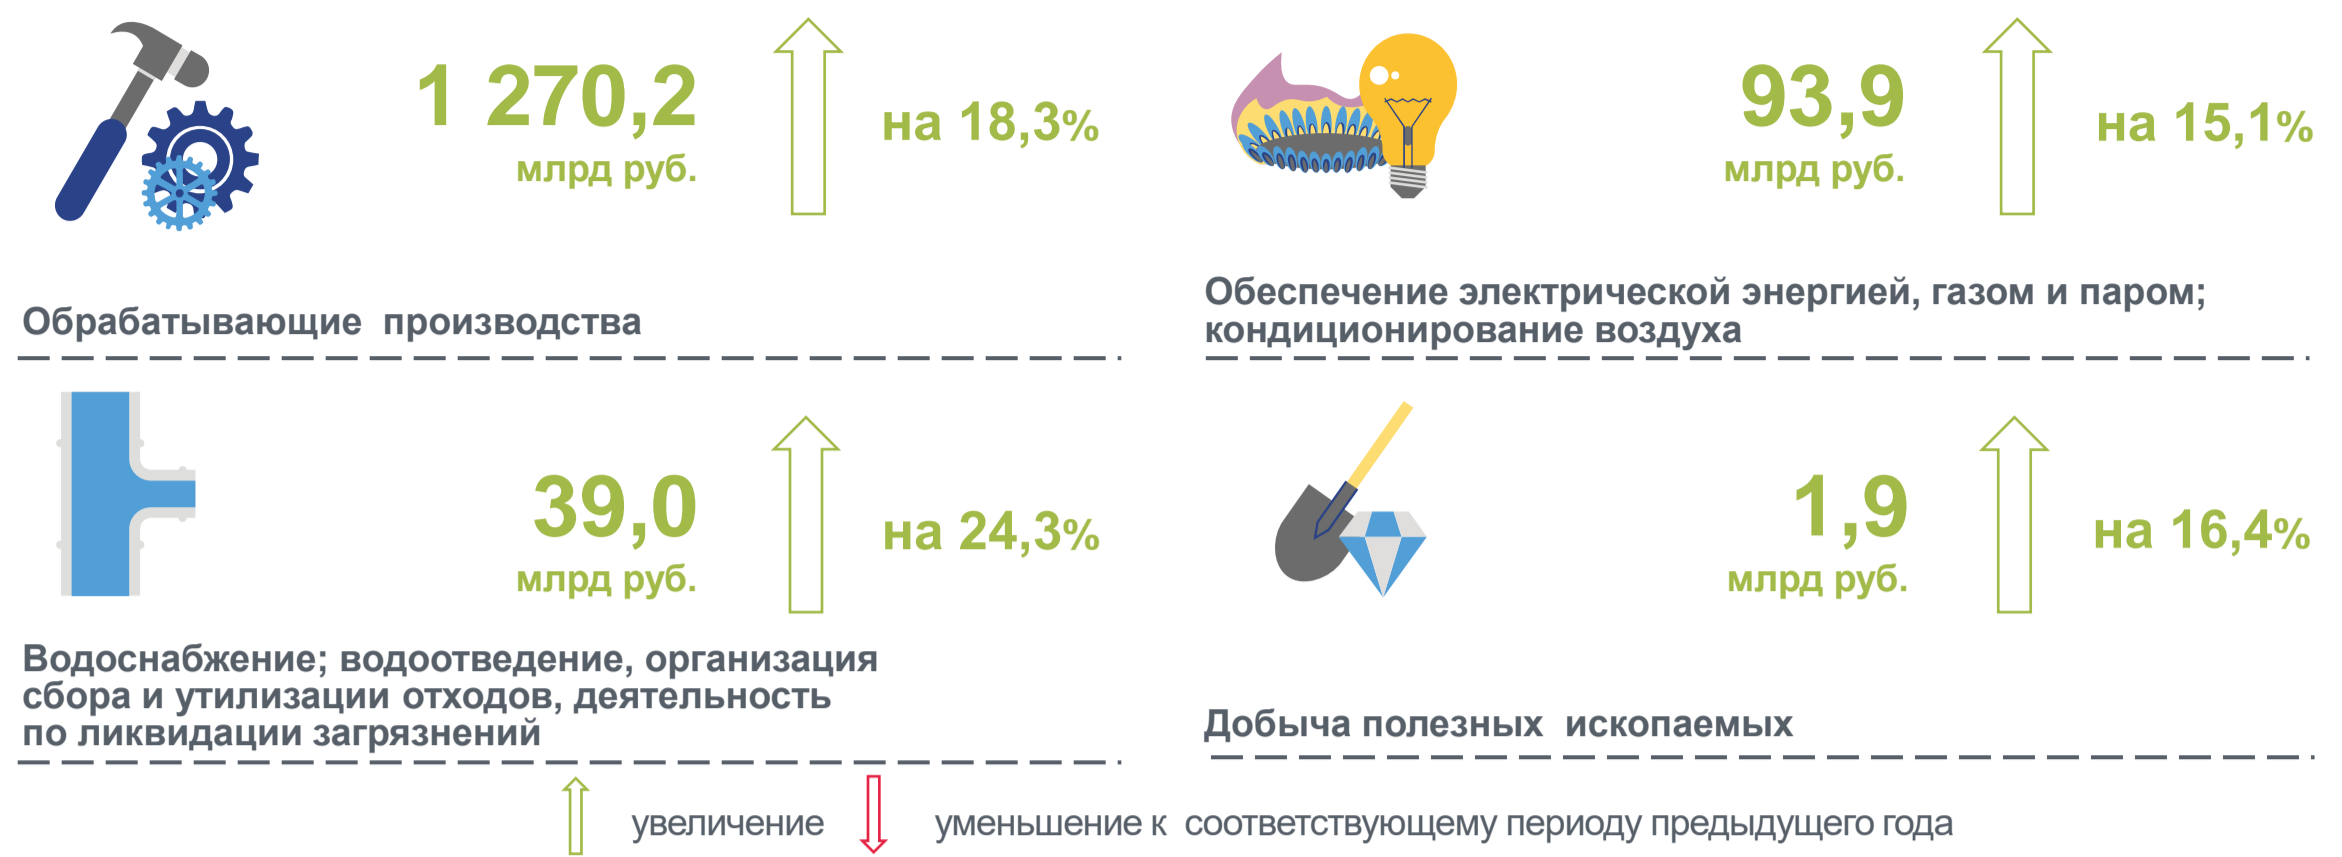 1 270,2
млрд руб.
на 18,3%
Обрабатывающие производства
93,9
млрд руб.
на 15,1%
Обеспечение электрической энергией, газом и паром;
кондиционирование воздуха
39,0
млрд руб.
на 24,3%
Водоснабжение; водоотведение, организация
сбора и утилизации отходов, деятельность
по ликвидации загрязнений
1,9
млрд руб.
на 16,4%
Добыча полезных ископаемых
увеличение
уменьшение к соответствующему периоду предыдущего года